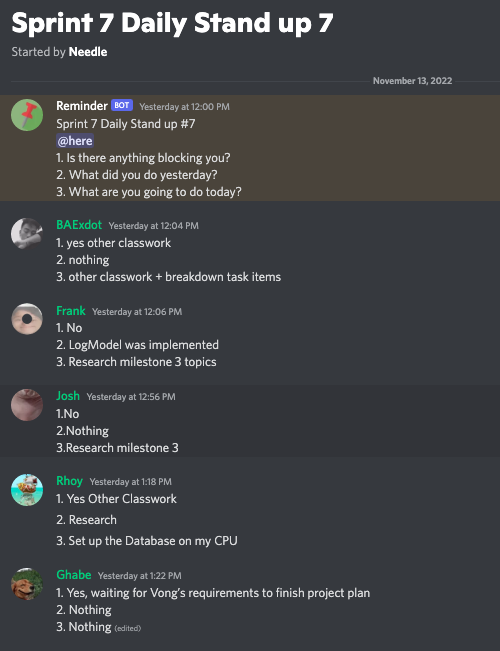 Sprint 7 Daily Stand up 7
Started by Needle
November 13, 2022
Reminder BOT Yesterday at 12:00 PM
Sprint 7 Daily Stand up #7
@here
1. Is there anything blocking you?
2. What did you do yesterday?
3. What are you going to do today?
BAExdot Yesterday at 12:04 PM
1. yes other classwork
2. nothing
3. other classwork + breakdown task items
Frank Yesterday at 12:06 PM
1. No
2. LogModel was implemented
3. Research milestone 3 topics
Josh Yesterday at 12:56 PM
1.No
2.Nothing
3.Research milestone 3
Rhoy Yesterday at 1:18 PM
1. Yes Other Classwork
2. Research
3. Set up the Database on my CPU
Ghabe Yesterday at 1:22 PM
1. Yes, waiting for Vong's requirements to finish project plan
2. Nothing
3. Nothing (edited)